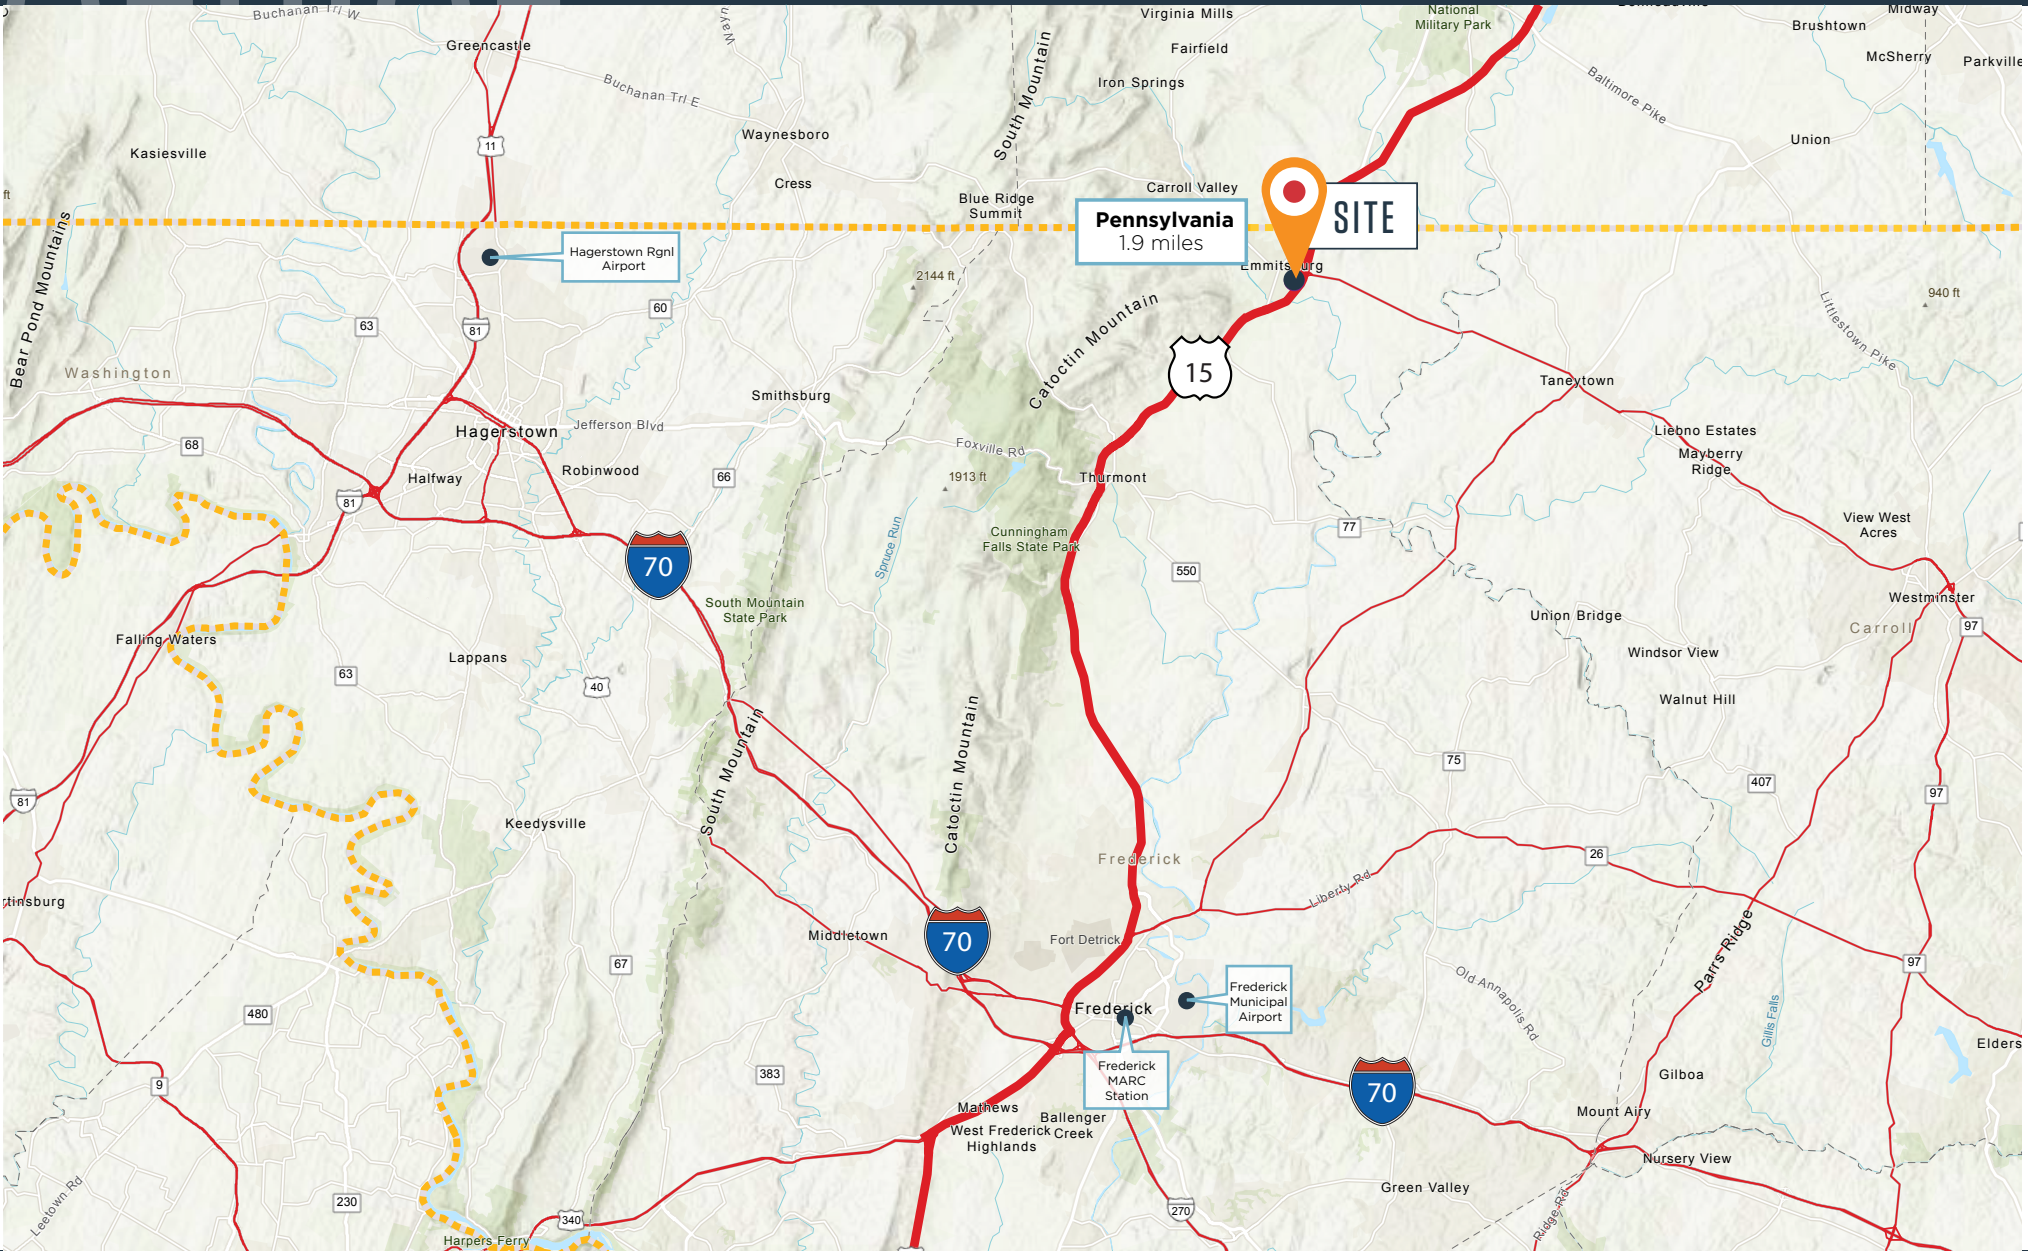 Buchanan Trl W
Greencastle
Buchanan Trl E
Virginia Mills
National
Military Park
Midway
Brushtown
McSherry
Parkville
Fairfield
Iron Springs
South Mountain
Baltimore Pike
Waynesboro
Kasiesville
11
Union
Cress
Carroll Valley
Blue Ridge
Summit
ft
Pennsylvania
1.9 miles
SITE
Bear Pond Mountains
Hagerstown Rgnl
Airport
Emmitsburg
2144 ft
940 ft
Catoctin Mountain
Littlestown Pike
60
63
81
15
Washington
Taneytown
Smithsburg
Jefferson Blvd
Hagerstown
68
Foxville Rd
Liebno Estates
Mayberry
Ridge
Robinwood
Halfway
66
1913 ft
Thurmont
81
View West
Acres
77
Cunningham
Falls State Park
Spruce Run
70
550
South Mountain
State Park
Westminster
Union Bridge
Carroll
97
Falling Waters
Lappans
Windsor View
63
40
Walnut Hill
South Mountain
Catoctin Mountain
75
407
97
81
Keedysville
Frederick
26
Liberty Rd
rtinsburg
Middletown
70
Fort Detrick
Parrs Ridge
67
97
Old Annapolis Rd
Frederick
Municipal
Airport
Frederick
480
Gillis Falls
Elders
Frederick
MARC
Station
383
9
70
Gilboa
Mathews
Ballenger
Creek
West Frederick
Highlands
Mount Airy
Nursery View
Leetown Rd
230
Green Valley
Ridge Rd
340
270
Harpers Ferry